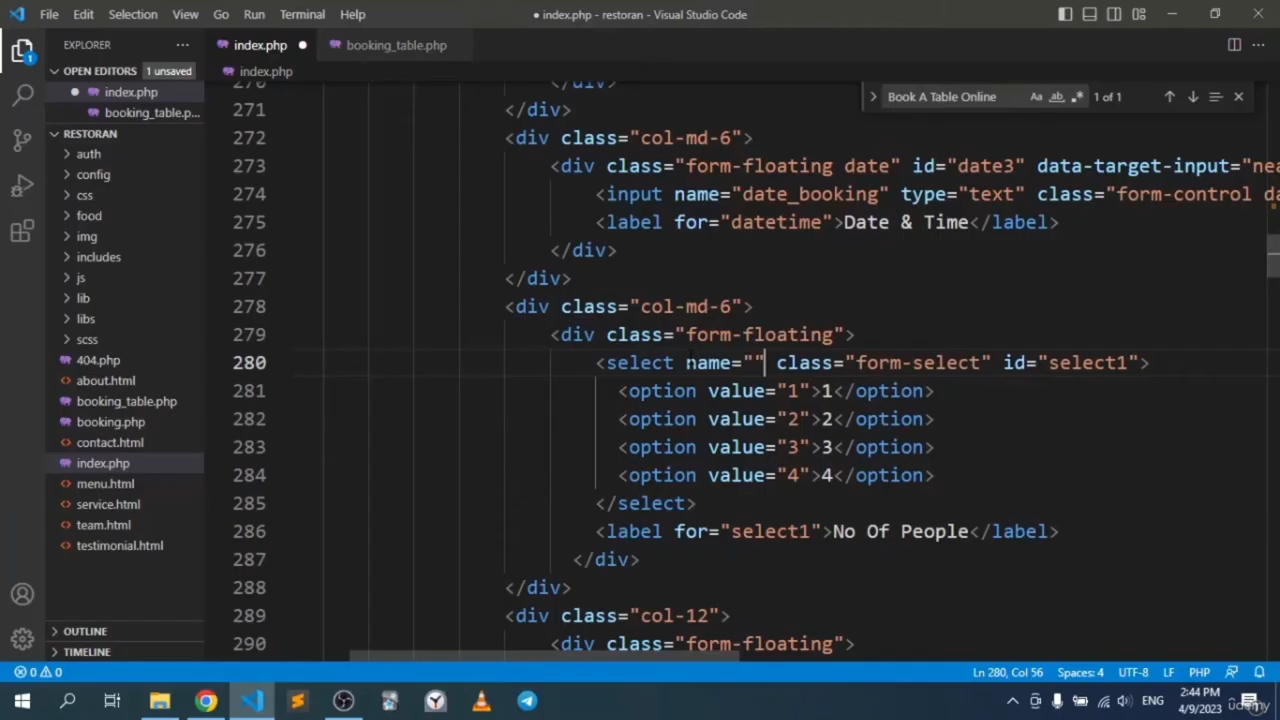 File Edit Selection View Go Run Terminal Help
● index.php - restoran - Visual Studio Code
EXPLORER
index.php
booking_table.php
OPEN EDITORS 1 unsaved
index.php
index.php
booking_table.p...
RESTORAN
auth
config
css
food
img
includes
js
lib
libs
scss
404.php
about.html
booking_table.php
booking.php
contact.html
index.php
menu.html
service.html
team.html
testimonial.html
OUTLINE
TIMELINE
Book A Table Online Aa ab 1 of 1
271 </div>
272 <div class="col-md-6">
273 <div class="form-floating date" id="date3" data-target-input="nea
274 <input name="date_booking" type="text" class="form-control da
275 <label for="datetime">Date & Time</label>
276 </div>
277 </div>
278 <div class="col-md-6">
279 <div class="form-floating">
280 <select name="" class="form-select" id="select1">
281 <option value="1">1</option>
282 <option value="2">2</option>
283 <option value="3">3</option>
284 <option value="4">4</option>
285 </select>
286 <label for="select1">No Of People</label>
287 </div>
288 </div>
289 <div class="col-12">
290 <div class="form-floating">
0 0
Ln 280, Col 56 Spaces: 4 UTF-8 LF PHP
ENG
2:44 PM
4/9/2023
udemy